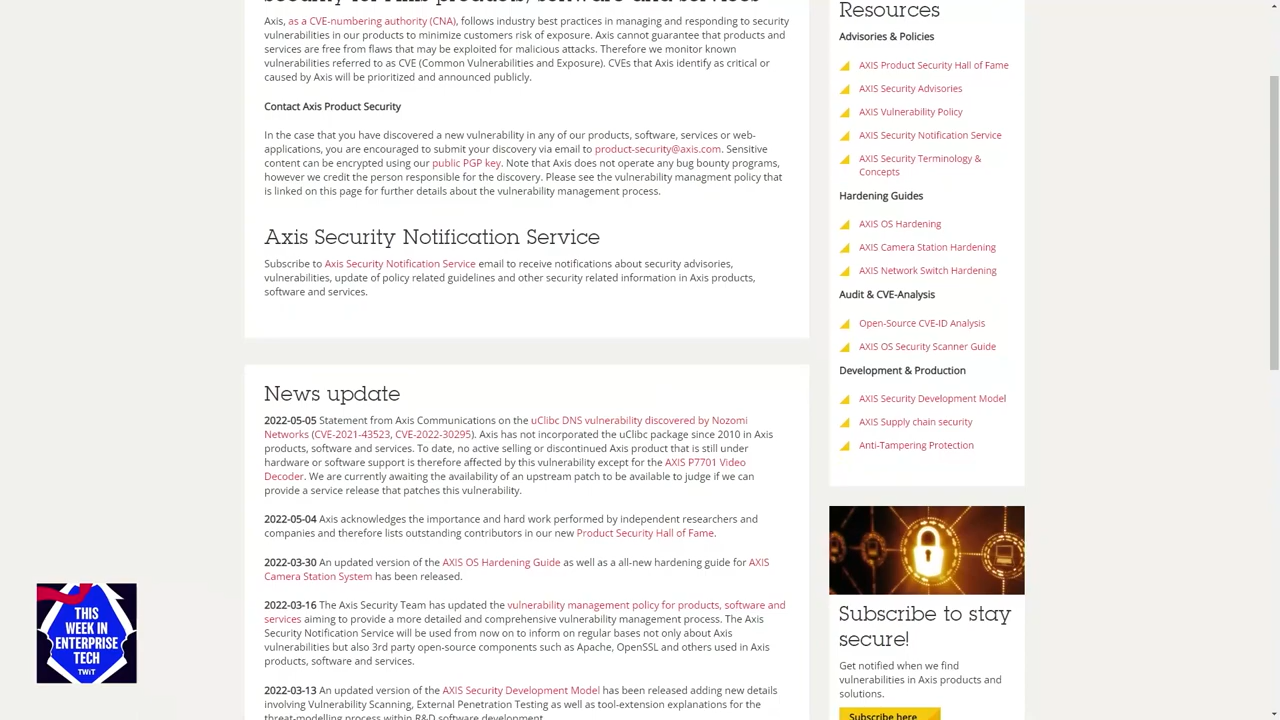 security for Axis products, software and services
Axis, as a CVE-numbering authority (CNA), follows industry best practices in managing and responding to security
vulnerabilities in our products to minimize customers risk of exposure. Axis cannot guarantee that products and
services are free from flaws that may be exploited for malicious attacks. Therefore we monitor known
vulnerabilities referred to as CVE (Common Vulnerabilities and Exposure). CVEs that Axis identify as critical or
caused by Axis will be prioritized and announced publicly.
Contact Axis Product Security
In the case that you have discovered a new vulnerability in any of our products, software, services or web-
applications, you are encouraged to submit your discovery via email to product-security@axis.com. Sensitive
content can be encrypted using our public PGP key. Note that Axis does not operate any bug bounty programs,
however we credit the person responsible for the discovery. Please see the vulnerability managment policy that
is linked on this page for further details about the vulnerability management process.
Axis Security Notification Service
Subscibe to Axis Security Notification Service email to receive notifications about security advisories,
vulnerabilities, update of policy related guidelines and other security related information in Axis products,
software and services.
News update
2022-05-05 Statement from Axis Communications on the uClibc DNS vulnerability discovered by Nozomi
Networks (CVE-2021-43523, CVE-2022-30295). Axis has not incorporated the uClibc package since 2010 in Axis
products, software and services. To date, no active selling or discontinued Axis product that is still under
hardware or software support is therefore affected by this vulnerability except for the AXIS P7701 Video
Decoder. We are currently awaiting the availability of an upstream patch to be available to judge if we can
provide a service release that patches this vulnerability.
2022-05-04 Axis acknowledges the importance and hard work performed by independent researchers and
companies and therefore lists outstanding contributors in our new Product Security Hall of Fame.
2022-03-30 An updated version of the AXIS OS Hardening Guide as well as a all-new hardening guide for AXIS
Camera Station System has been released.
2022-03-16 The Axis Security Team has updated the vulnerability management policy for products, software and
services aiming to provide a more detailed and comprehensive vulnerability management process. The Axis
Security Notification Service will be used from now on to inform on regular bases not only about Axis
vulnerabilities but also 3rd party open-source components such as Apache, OpenSSL and others used in Axis
products, software and services.
2022-03-13 An updated version of the AXIS Security Development Model has been released adding new details
involving Vulnerability Scanning, External Penetration Testing as well as tool-extension explanations for the
threat-modelling process within R&D software development.
Resources
Advisories & Policies
AXIS Product Security Hall of Fame
AXIS Security Advisories
AXIS Vulnerability Policy
AXIS Security Notification Service
AXIS Security Terminology &
Concepts
Hardening Guides
AXIS OS Hardening
AXIS Camera Station Hardening
AXIS Network Switch Hardening
Audit & CVE-Analysis
Open-Source CVE-ID Analysis
AXIS OS Security Scanner Guide
Development & Production
AXIS Security Development Model
AXIS Supply chain security
Anti-Tampering Protection
Subscribe to stay
secure!
Get notified when we find
vulnerabilities in Axis products and
solutions.
Subscribe here
THIS
WEEK IN
ENTERPRISE
TECH
TWiT